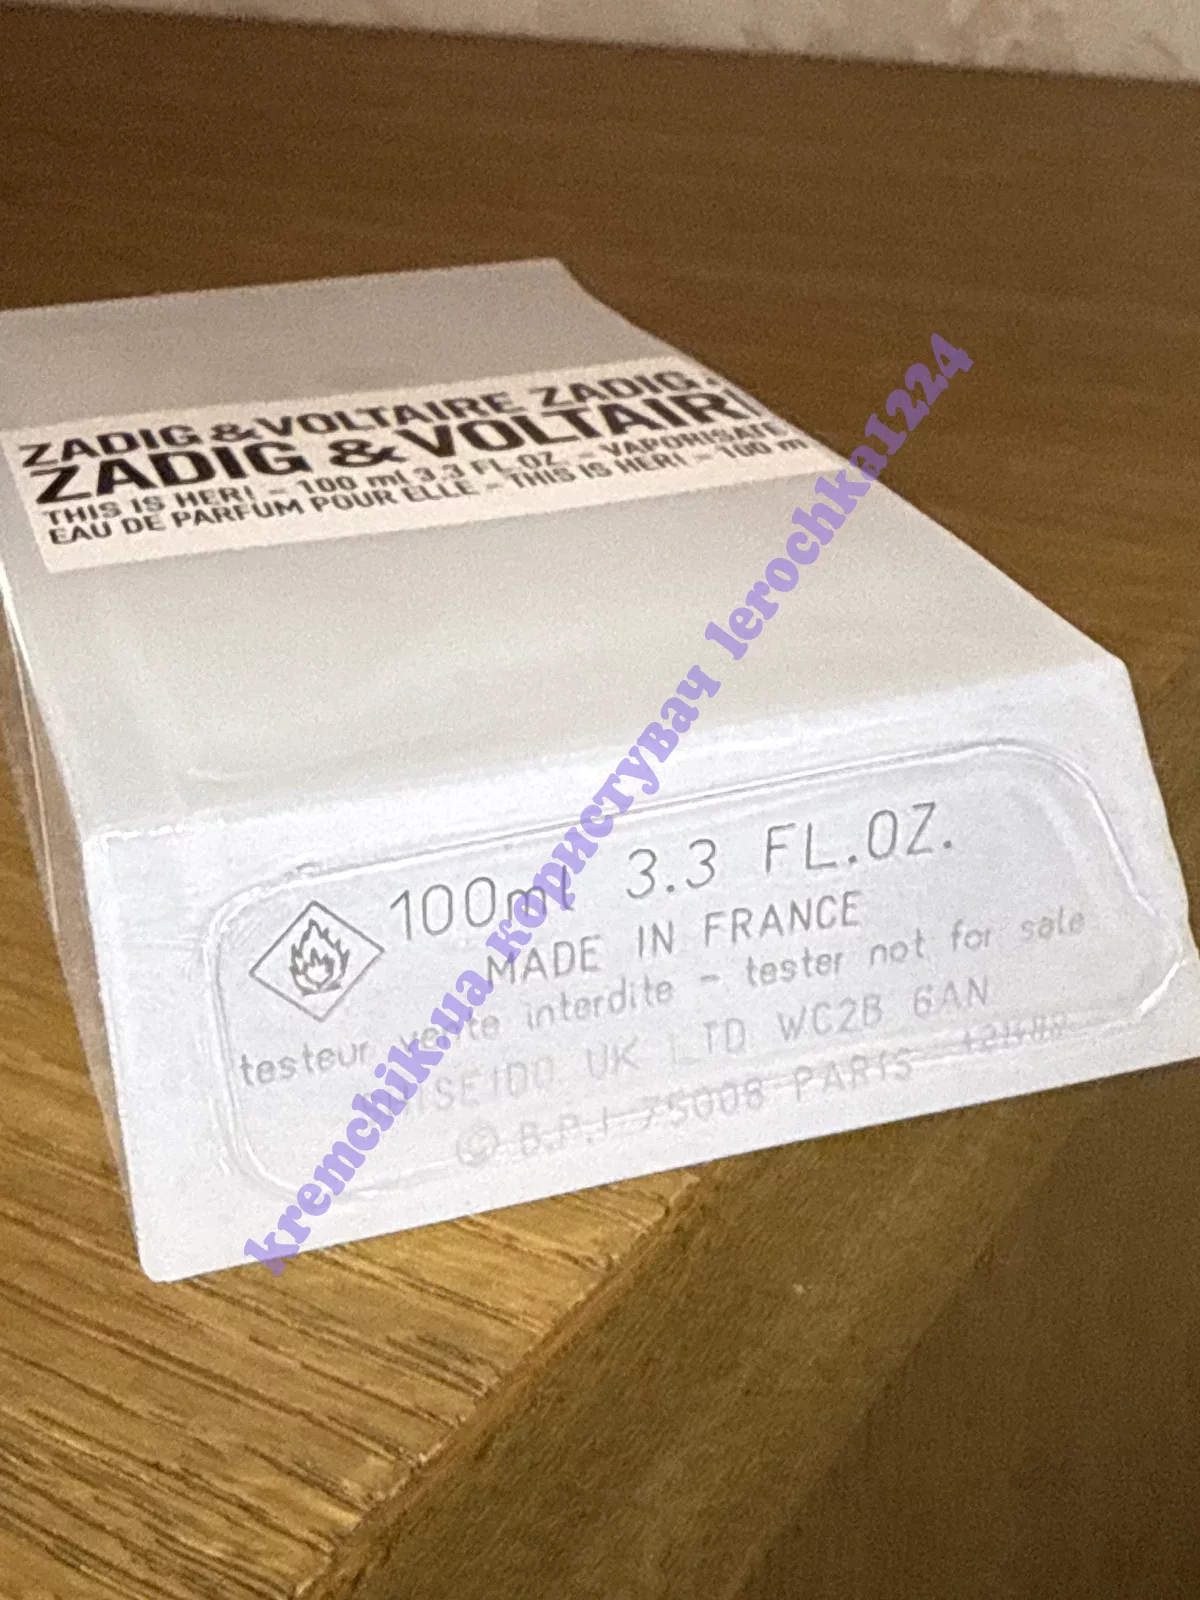 ZADIG & VOLTAIRE ZADIG &
ZADIG & VOLTAIR
THIS IS HER! – 100 ml 3.3 FL.OZ. – VAPORISATE
EAU DE PARFUM POUR ELLE – THIS IS HER! – 100 m
100ml 3.3 FL.OZ.
MADE IN FRANCE
testeur vente interdite - tester not for sale
SHISEIDO UK LTD WC2B 6AN
© B.P.I 75008 PARIS
kremchik.ua користувач lerochka1224